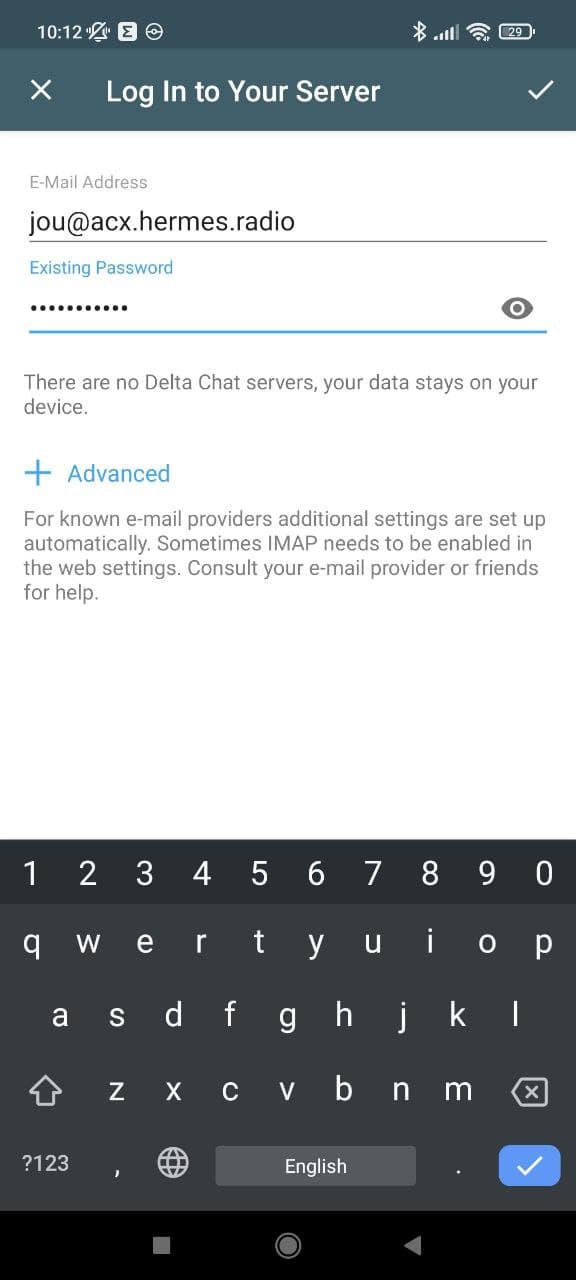 10:12 29
Log In to Your Server
E-Mail Address
jou@acx.hermes.radio
Existing Password
•••••••••••
There are no Delta Chat servers, your data stays on your
device.
Advanced
For known e-mail providers additional settings are set up
automatically. Sometimes IMAP needs to be enabled in
the web settings. Consult your e-mail provider or friends
for help.
1 2 3 4 5 6 7 8 9 0
q w e r t y u i o p
a s d f g h j k l
z x c v b n m
?123 , English .